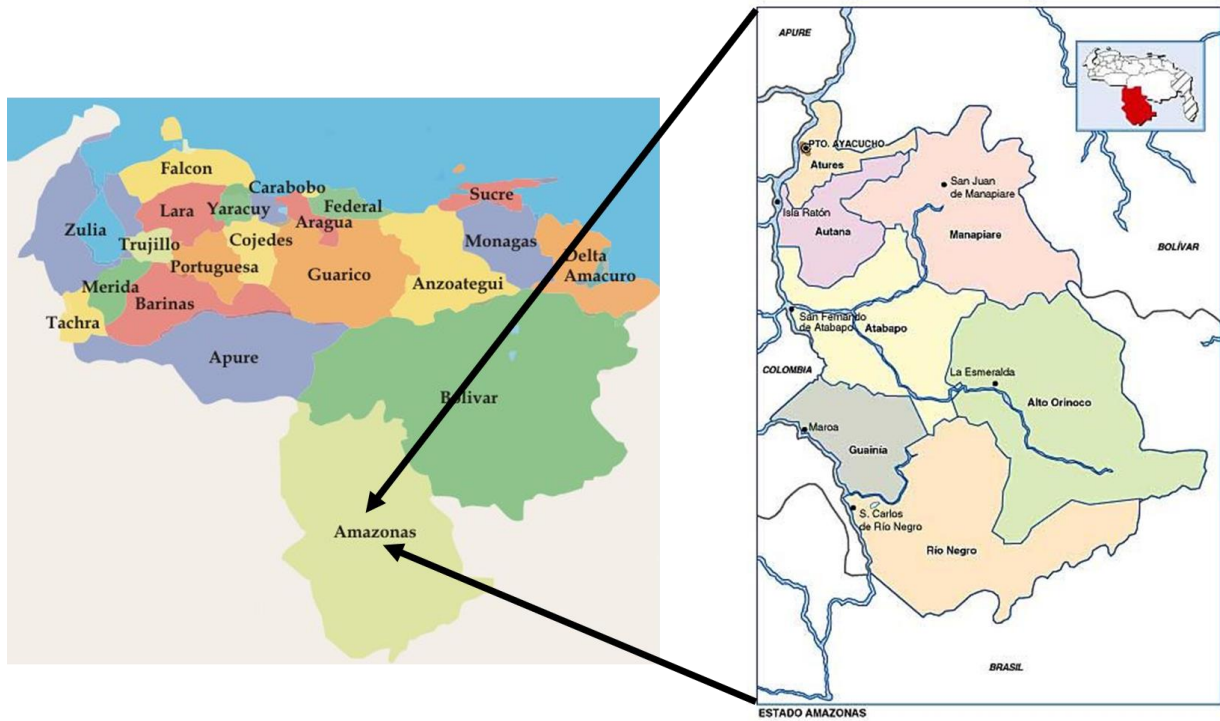 Falcon
Carabobo
Federal
Sucre
Zulia
Lara
Yaracuy
Aragua
Trujillo
Cojedes
Monagas
Delta
Amacuro
Portuguesa
Guarico
Anzoategui
Merida
Barinas
Tachra
Apure
Bolivar
Amazonas
APURE
PTO. AYACUCHO
Atures
San Juan
de Manapiare
Isla Ratón
Autana
Manapiare
BOLÍVAR
San Fernando
de Atabapo
Atabapo
COLOMBIA
La Esmeralda
Alto Orinoco
Maroa
Guainía
S. Carlos
de Río Negro
Río Negro
BRASIL
ESTADO AMAZONAS